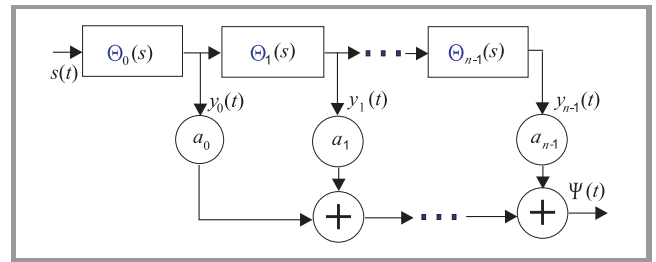 Θ₀(s) Θ₁(s) ... Θₙ₋₁(s)
s(t)
y₀(t) y₁(t) yₙ₋₁(t)
a₀ a₁ aₙ₋₁
Ψ(t)
+ ... +